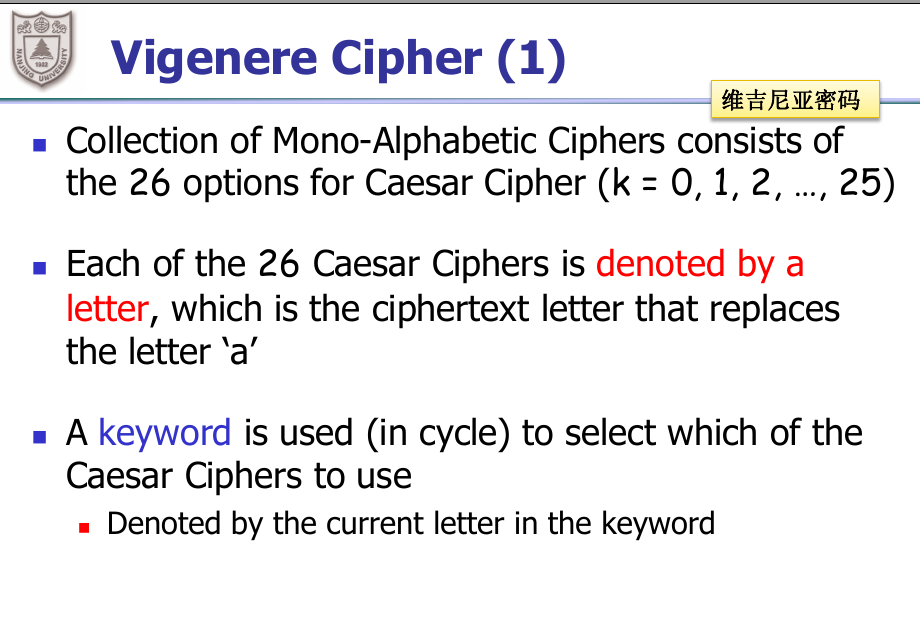 NANJING UNIVERSITY
1902
Vigenere Cipher (1)
维吉尼亚密码
Collection of Mono-Alphabetic Ciphers consists of
the 26 options for Caesar Cipher (k = 0, 1, 2, …, 25)
Each of the 26 Caesar Ciphers is denoted by a
letter, which is the ciphertext letter that replaces
the letter ‘a’
A keyword is used (in cycle) to select which of the
Caesar Ciphers to use
Denoted by the current letter in the keyword